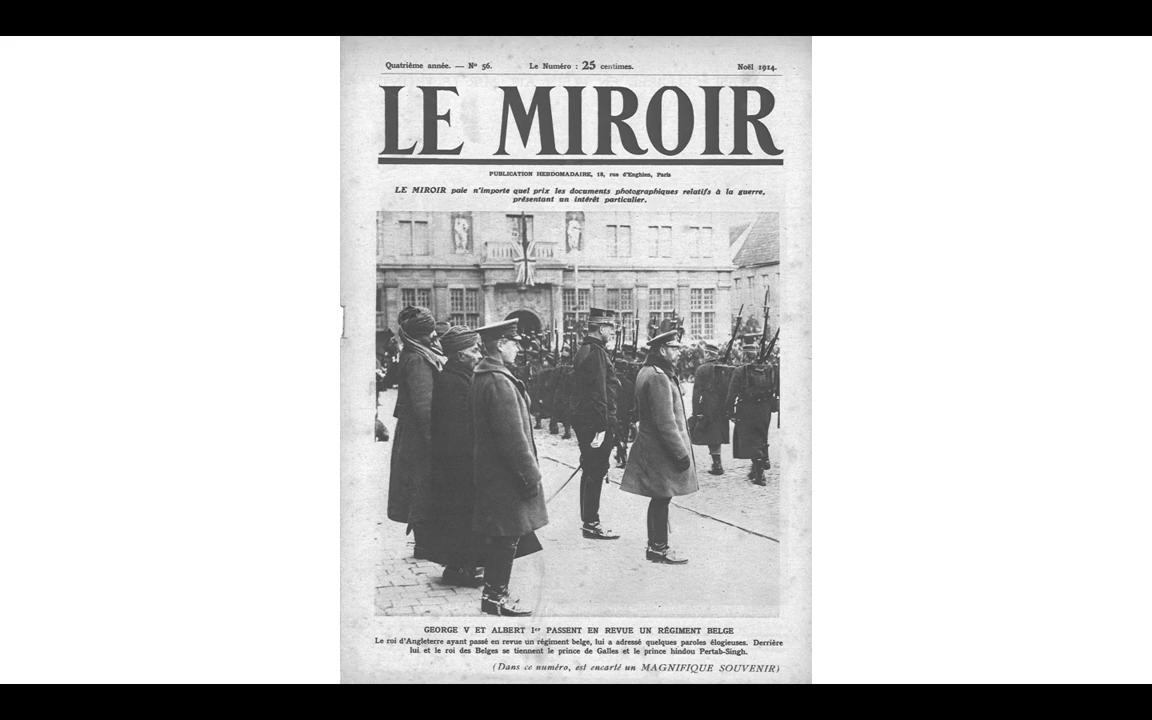 Quatrième année. — Nº 56. Le Numéro : 25 centimes. Noël 1914.
LE MIROIR
PUBLICATION HEBDOMADAIRE, 18, rue d'Enghien, Paris
LE MIROIR paie n'importe quel prix les documents photographiques relatifs à la guerre,
présentant un intérêt particulier.
GEORGE V ET ALBERT Iᵉʳ PASSENT EN REVUE UN RÉGIMENT BELGE
Le roi d'Angleterre ayant passé en revue un régiment belge, lui a adressé quelques paroles élogieuses. Derrière
lui et le roi des Belges se tiennent le prince de Galles et le prince hindou Pertab-Singh.
(Dans ce numéro, est encarté un MAGNIFIQUE SOUVENIR)